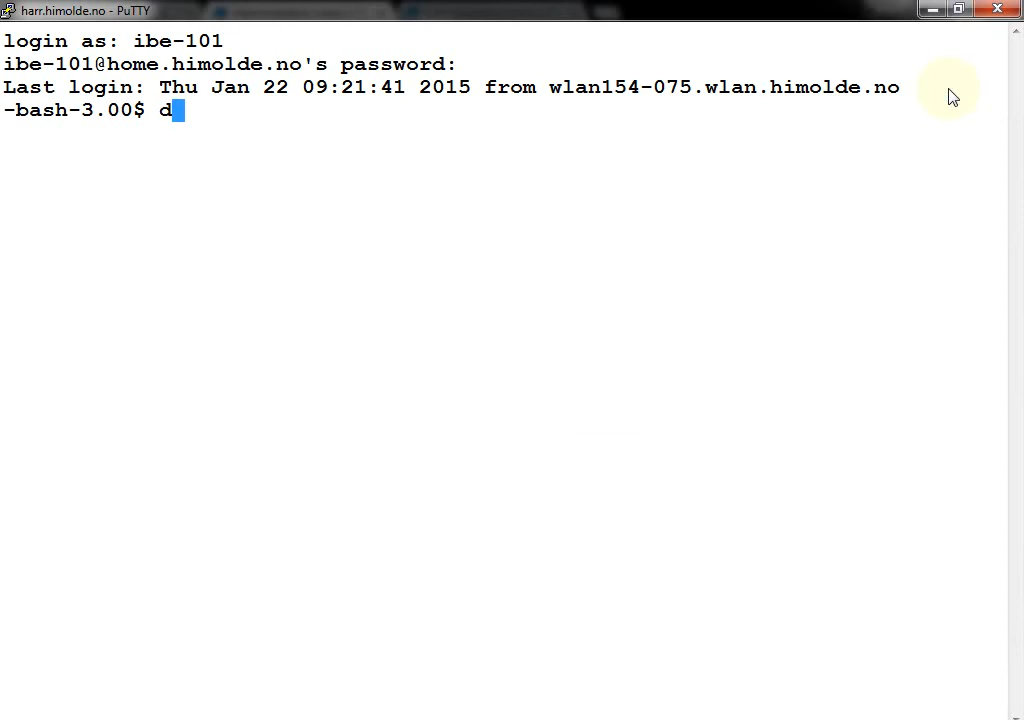 harr.himolde.no - PuTTY
login as: ibe-101
ibe-101@home.himolde.no's password:
Last login: Thu Jan 22 09:21:41 2015 from wlan154-075.wlan.himolde.no
-bash-3.00$ d